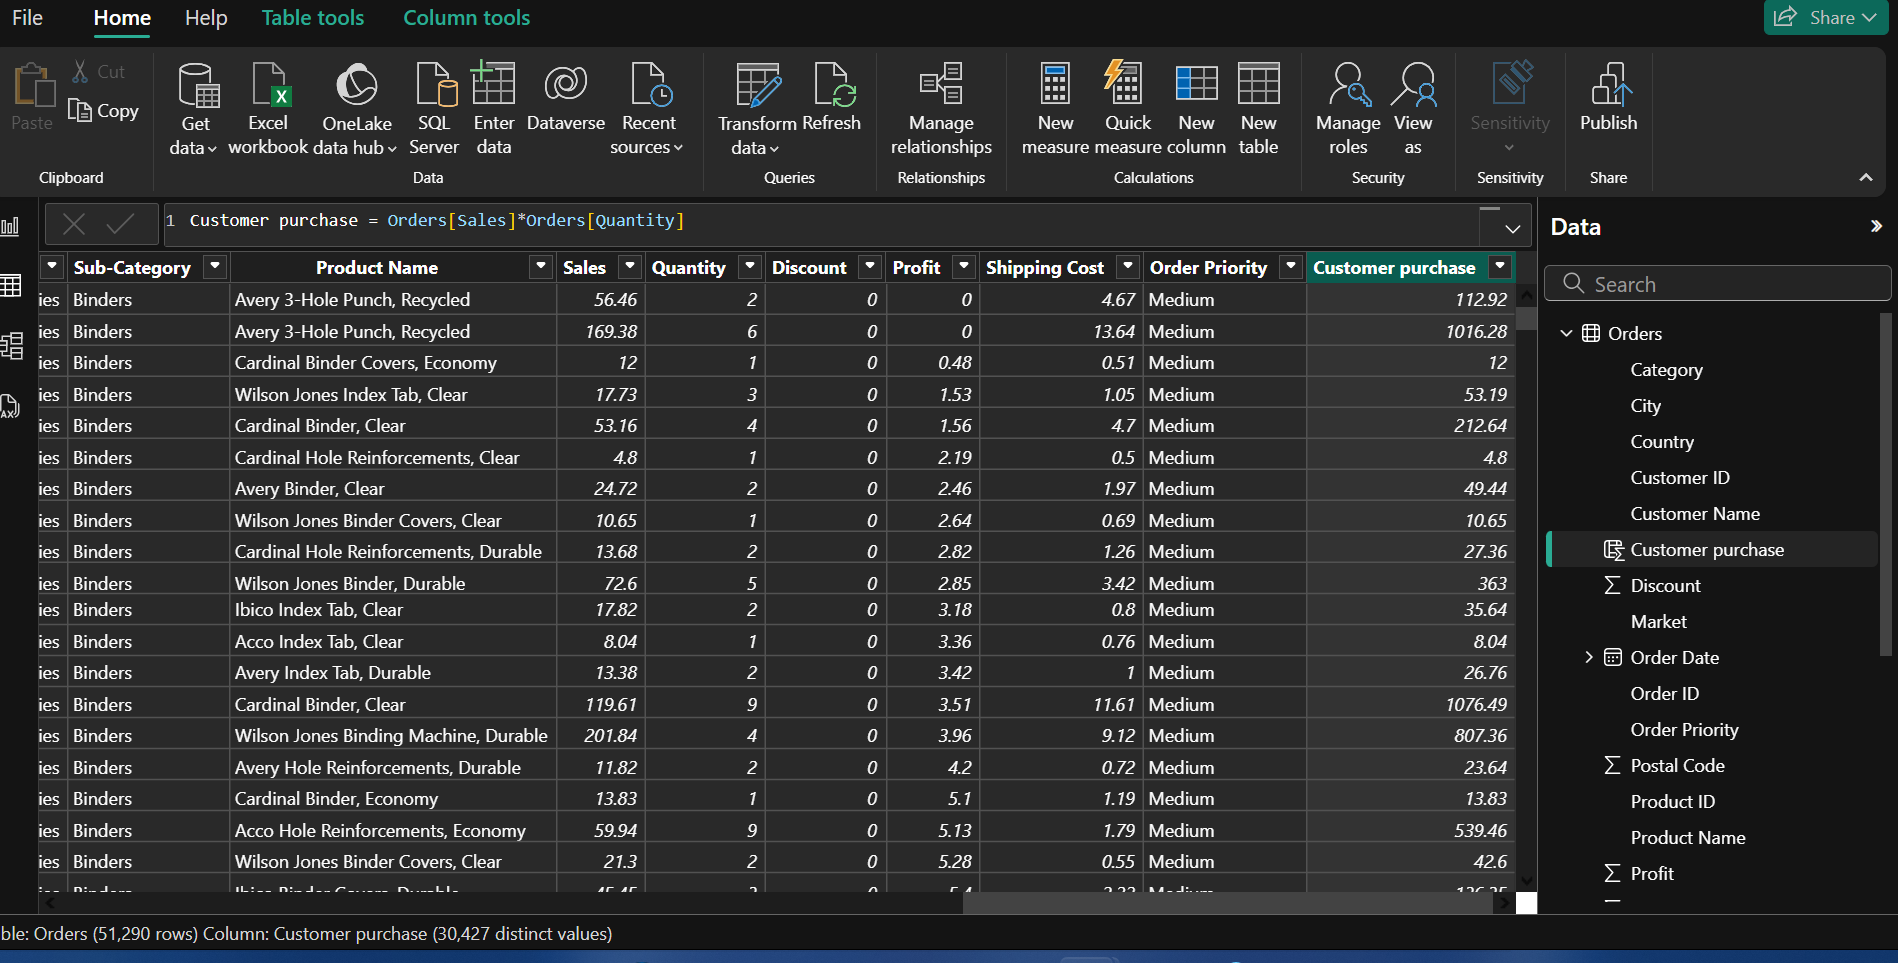 File Home Help Table tools Column tools Share
Paste Cut
Copy
Clipboard
Get data
Excel workbook
OneLake data hub
SQL Server
Enter data
Dataverse
Recent sources
Data
Transform data
Refresh
Queries
Manage relationships
Relationships
New measure
Quick measure
New column
New table
Calculations
Manage roles
View as
Security
Sensitivity
Sensitivity
Publish
Share
1 Customer purchase = Orders[Sales]*Orders[Quantity]
Sub-Category Product Name Sales Quantity Discount Profit Shipping Cost Order Priority Customer purchase
ies Binders Avery 3-Hole Punch, Recycled 56.46 2 0 0 4.67 Medium 112.92
ies Binders Avery 3-Hole Punch, Recycled 169.38 6 0 0 13.64 Medium 1016.28
ies Binders Cardinal Binder Covers, Economy 12 1 0 0.48 0.51 Medium 12
ies Binders Wilson Jones Index Tab, Clear 17.73 3 0 1.53 1.05 Medium 53.19
ies Binders Cardinal Binder, Clear 53.16 4 0 1.56 4.7 Medium 212.64
ies Binders Cardinal Hole Reinforcements, Clear 4.8 1 0 2.19 0.5 Medium 4.8
ies Binders Avery Binder, Clear 24.72 2 0 2.46 1.97 Medium 49.44
ies Binders Wilson Jones Binder Covers, Clear 10.65 1 0 2.64 0.69 Medium 10.65
ies Binders Cardinal Hole Reinforcements, Durable 13.68 2 0 2.82 1.26 Medium 27.36
ies Binders Wilson Jones Binder, Durable 72.6 5 0 2.85 3.42 Medium 363
ies Binders Ibico Index Tab, Clear 17.82 2 0 3.18 0.8 Medium 35.64
ies Binders Acco Index Tab, Clear 8.04 1 0 3.36 0.76 Medium 8.04
ies Binders Avery Index Tab, Durable 13.38 2 0 3.42 1 Medium 26.76
ies Binders Cardinal Binder, Clear 119.61 9 0 3.51 11.61 Medium 1076.49
ies Binders Wilson Jones Binding Machine, Durable 201.84 4 0 3.96 9.12 Medium 807.36
ies Binders Avery Hole Reinforcements, Durable 11.82 2 0 4.2 0.72 Medium 23.64
ies Binders Cardinal Binder, Economy 13.83 1 0 5.1 1.19 Medium 13.83
ies Binders Acco Hole Reinforcements, Economy 59.94 9 0 5.13 1.79 Medium 539.46
ies Binders Wilson Jones Binder Covers, Clear 21.3 2 0 5.28 0.55 Medium 42.6
Data
Search
Orders
Category
City
Country
Customer ID
Customer Name
Customer purchase
Discount
Market
Order Date
Order ID
Order Priority
Postal Code
Product ID
Product Name
Profit
ble: Orders (51,290 rows) Column: Customer purchase (30,427 distinct values)